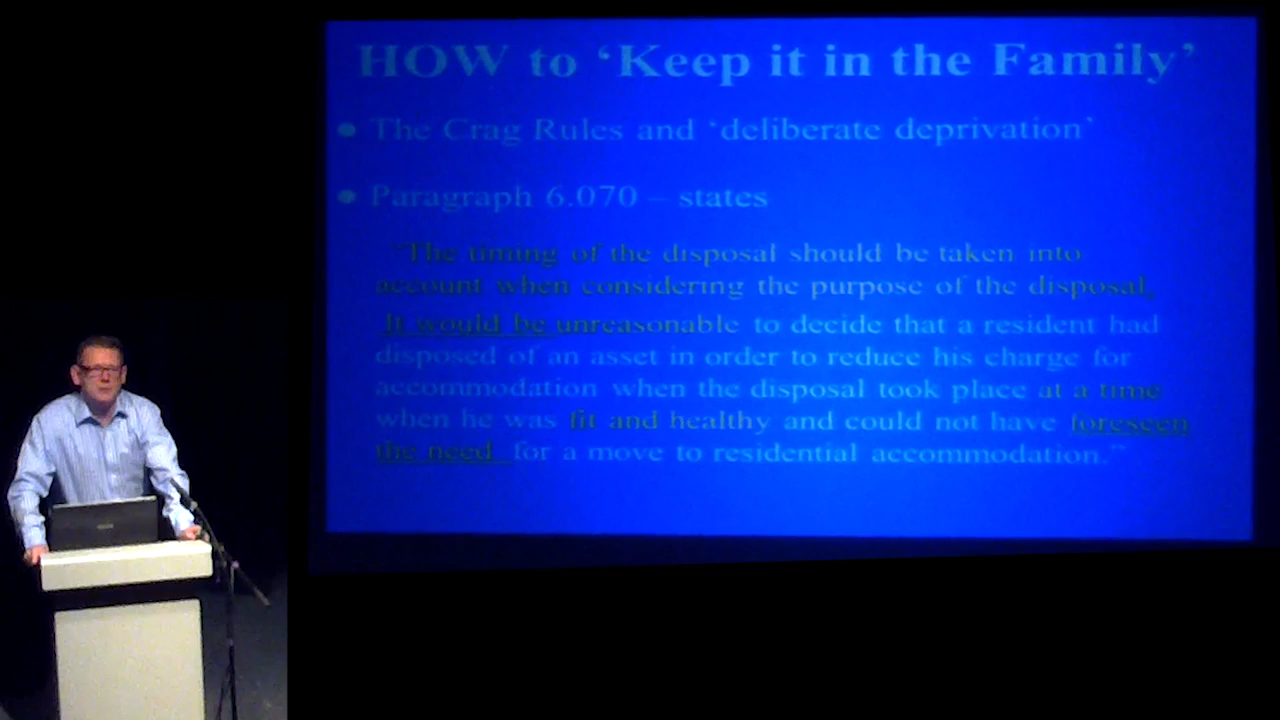 HOW to ‘Keep it in the Family’
• The Crag Rules and ‘deliberate deprivation’
• Paragraph 6.070 – states
“The timing of the disposal should be taken into
account when considering the purpose of the disposal.
It would be unreasonable to decide that a resident had
disposed of an asset in order to reduce his charge for
accommodation when the disposal took place at a time
when he was fit and healthy and could not have foreseen
the need for a move to residential accommodation.”